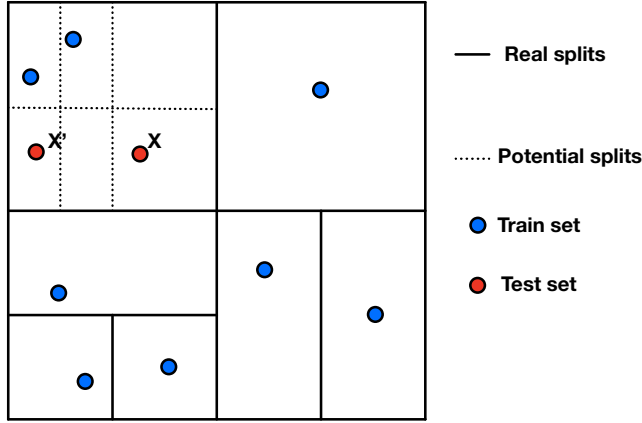 Real splits
X' X
Potential splits
Train set
Test set